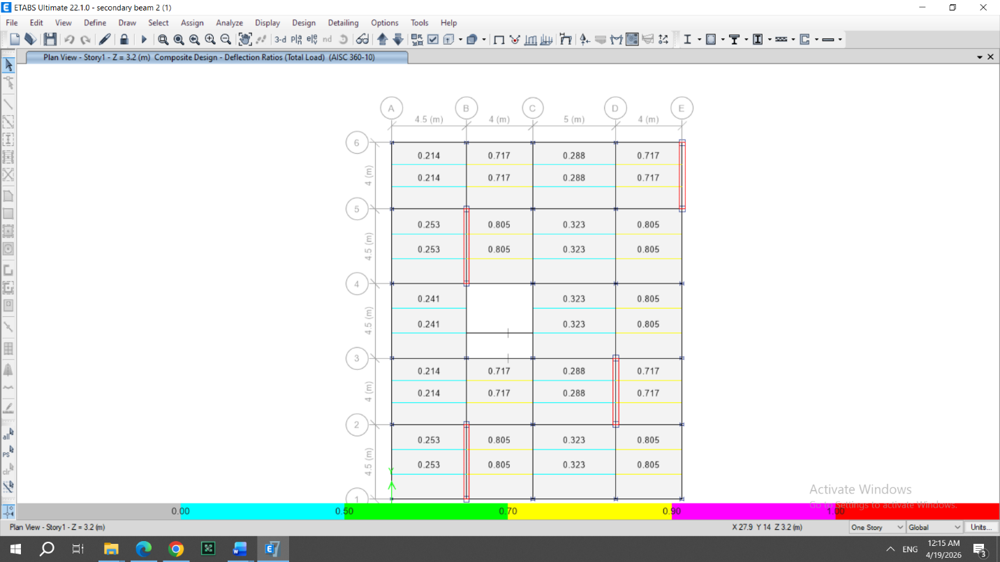 ETABS Ultimate 22.1.0 - secondary beam 2 (1)
File Edit View Define Draw Select Assign Analyze Display Design Detailing Options Tools Help
3-d pla ele nd
Plan View - Story1 - Z = 3.2 (m) Composite Design - Deflection Ratios (Total Load) (AISC 360-10)
A B C D E
4.5 (m) 4 (m) 5 (m) 4 (m)
6
0.214 0.717 0.288 0.717
4 (m)
0.214 0.717 0.288 0.717
5
0.253 0.805 0.323 0.805
4.5 (m)
0.253 0.805 0.323 0.805
4
0.241 0.323 0.805
4.5 (m)
0.241 0.323 0.805
3
0.214 0.717 0.288 0.717
4 (m)
0.214 0.717 0.288 0.717
2
0.253 0.805 0.323 0.805
4.5 (m)
0.253 0.805 0.323 0.805
1
Y
all
PS
clr
Activate Windows
Go to Settings to activate Windows.
0.00 0.50 0.70 0.90 1.00
Plan View - Story1 - Z = 3.2 (m) X 27.9 Y 14 Z 3.2 (m) One Story Global Units...
ENG 12:15 AM
4/19/2026
3